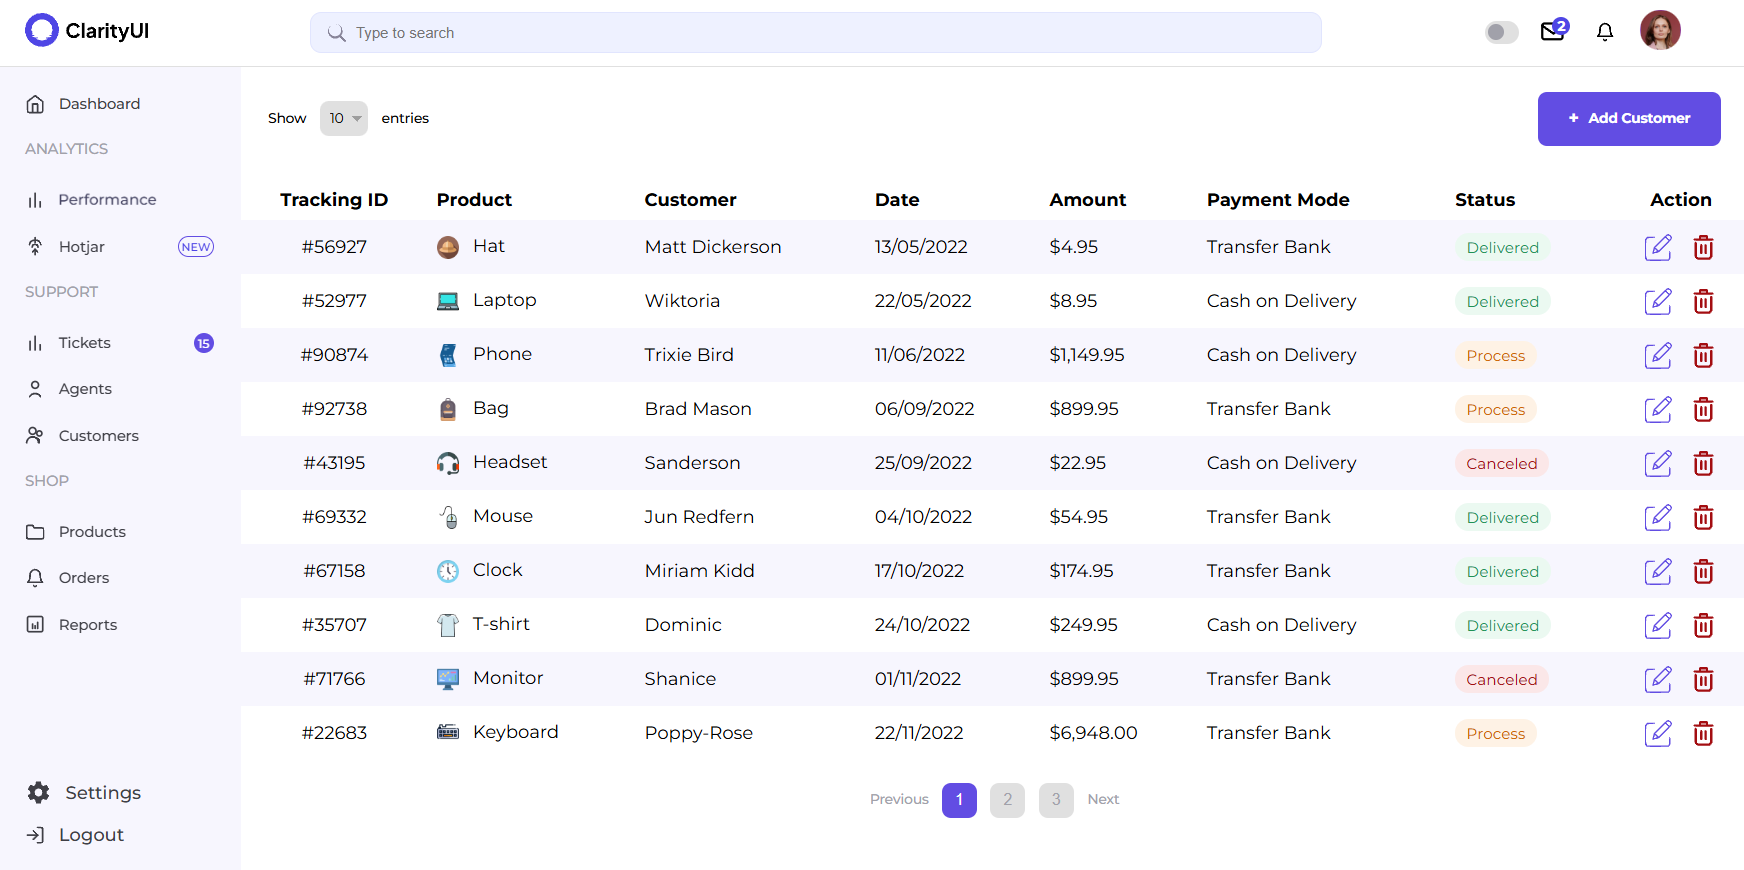 ClarityUI
Type to search
2
Dashboard
ANALYTICS
Performance
Hotjar NEW
SUPPORT
Tickets 15
Agents
Customers
SHOP
Products
Orders
Reports
Settings
Logout
Show 10 entries
+ Add Customer
Tracking ID Product Customer Date Amount Payment Mode Status Action
#56927 Hat Matt Dickerson 13/05/2022 $4.95 Transfer Bank Delivered
#52977 Laptop Wiktoria 22/05/2022 $8.95 Cash on Delivery Delivered
#90874 Phone Trixie Bird 11/06/2022 $1,149.95 Cash on Delivery Process
#92738 Bag Brad Mason 06/09/2022 $899.95 Transfer Bank Process
#43195 Headset Sanderson 25/09/2022 $22.95 Cash on Delivery Canceled
#69332 Mouse Jun Redfern 04/10/2022 $54.95 Transfer Bank Delivered
#67158 Clock Miriam Kidd 17/10/2022 $174.95 Transfer Bank Delivered
#35707 T-shirt Dominic 24/10/2022 $249.95 Cash on Delivery Delivered
#71766 Monitor Shanice 01/11/2022 $899.95 Transfer Bank Canceled
#22683 Keyboard Poppy-Rose 22/11/2022 $6,948.00 Transfer Bank Process
Previous 1 2 3 Next